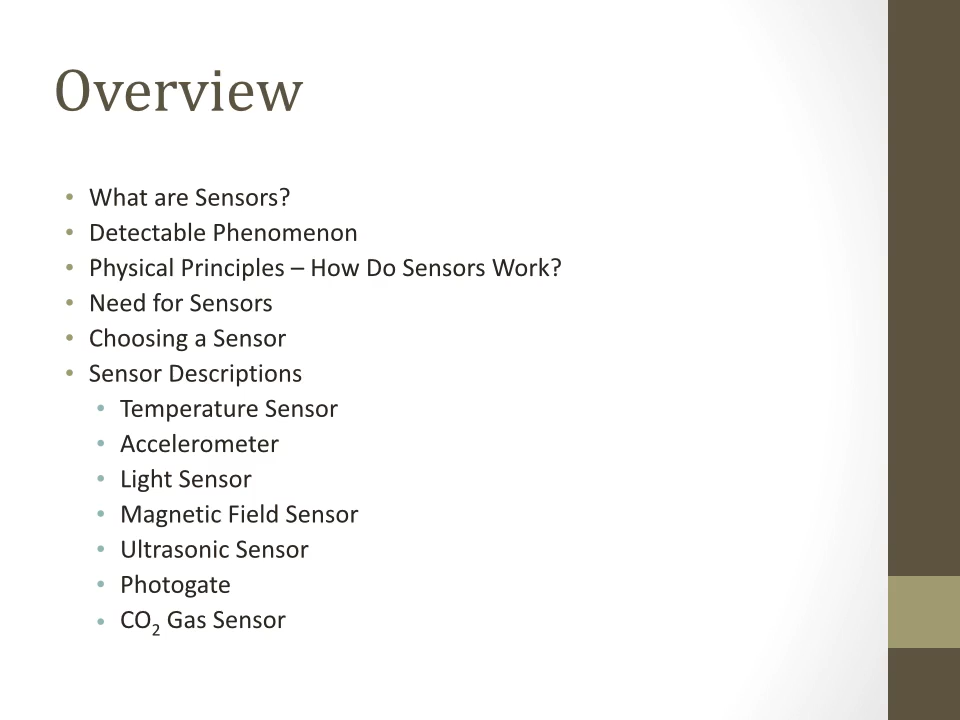 Overview
• What are Sensors?
• Detectable Phenomenon
• Physical Principles – How Do Sensors Work?
• Need for Sensors
• Choosing a Sensor
• Sensor Descriptions
• Temperature Sensor
• Accelerometer
• Light Sensor
• Magnetic Field Sensor
• Ultrasonic Sensor
• Photogate
• CO₂ Gas Sensor